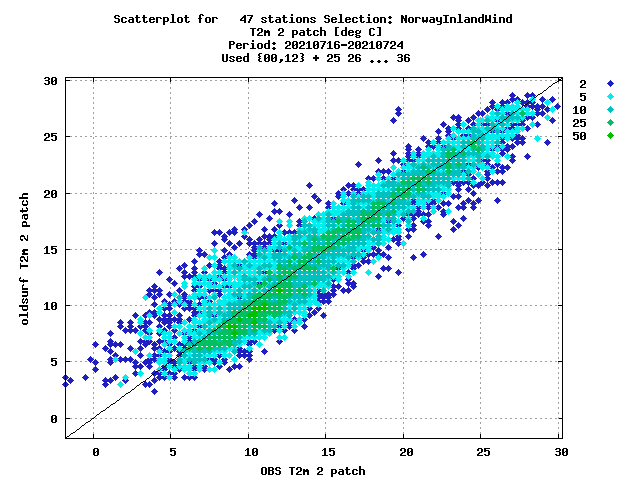 Scatterplot for   47 stations Selection: NorwayInlandWind
T2m 2 patch [deg C]
Period: 20210716-20210724
Used {00,12} + 25 26 ... 36
30
25
20
15
10
5
0
oldsurf T2m 2 patch
2
5
10
25
50
0 5 10 15 20 25 30
OBS T2m 2 patch